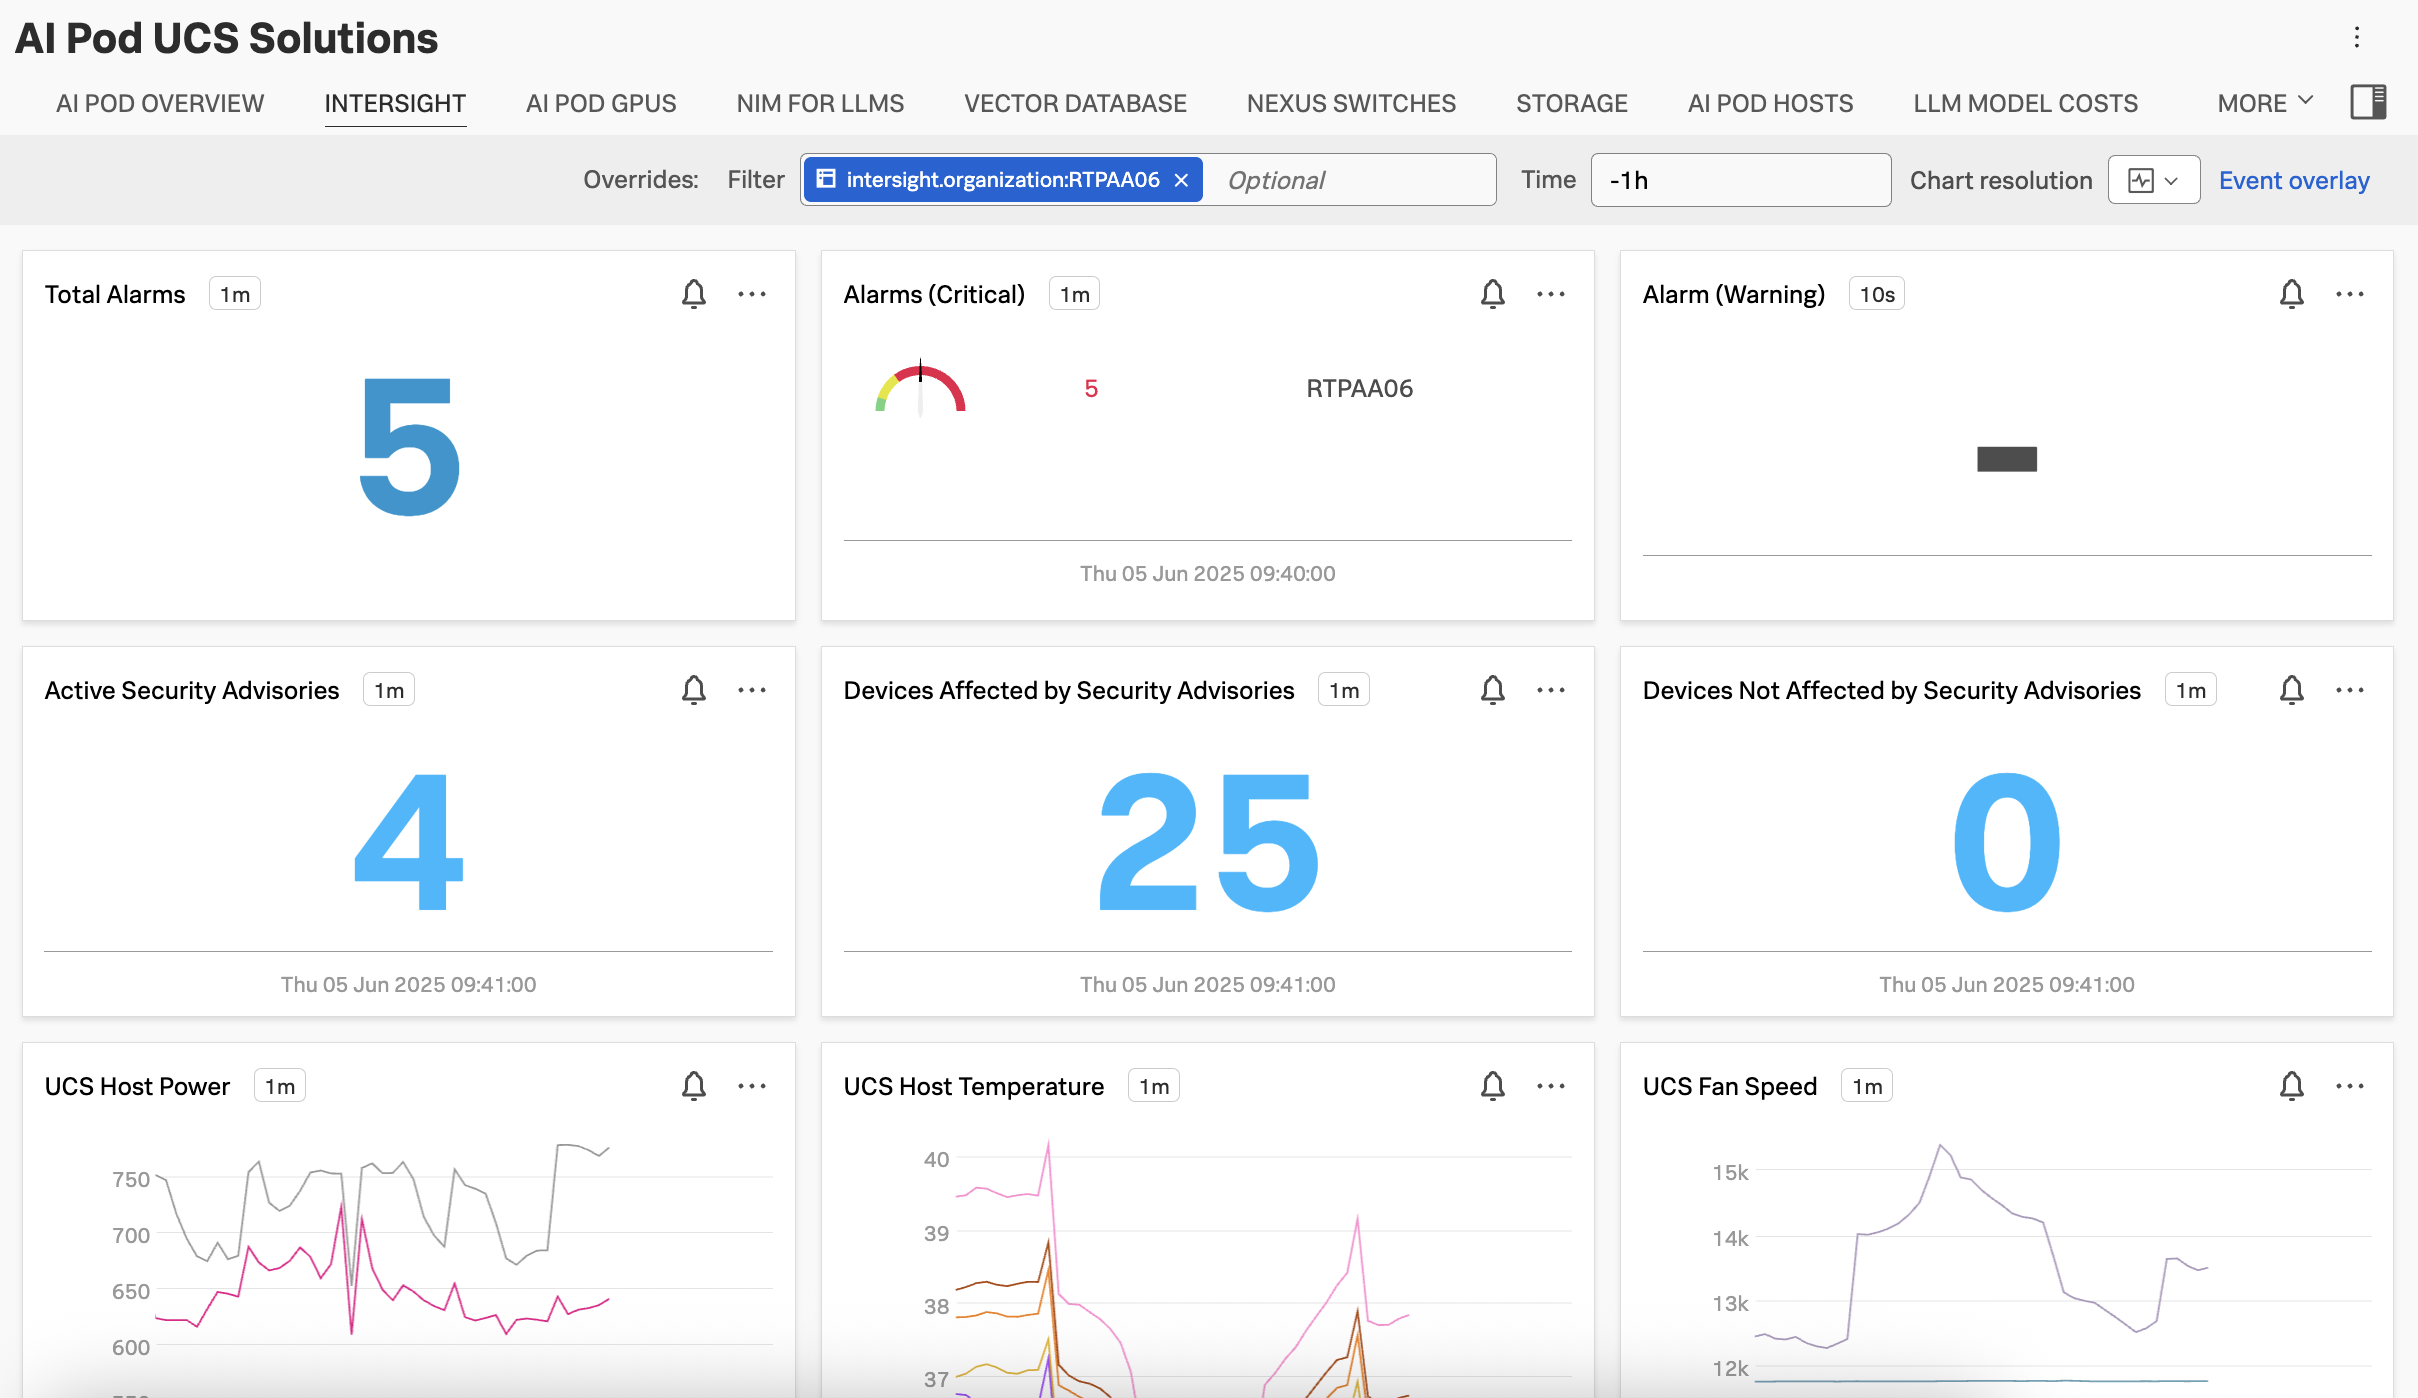 AI Pod UCS Solutions
AI POD OVERVIEW INTERSIGHT AI POD GPUS NIM FOR LLMS VECTOR DATABASE NEXUS SWITCHES STORAGE AI POD HOSTS LLM MODEL COSTS MORE
Overrides: Filter intersight.organization:RTPAA06 Optional Time -1h Chart resolution Event overlay
Total Alarms 1m
5
Alarms (Critical) 1m
5 RTPAA06
Thu 05 Jun 2025 09:40:00
Alarm (Warning) 10s
-
Active Security Advisories 1m
4
Thu 05 Jun 2025 09:41:00
Devices Affected by Security Advisories 1m
25
Thu 05 Jun 2025 09:41:00
Devices Not Affected by Security Advisories 1m
0
Thu 05 Jun 2025 09:41:00
UCS Host Power 1m
750
700
650
600
UCS Host Temperature 1m
40
39
38
37
UCS Fan Speed 1m
15k
14k
13k
12k